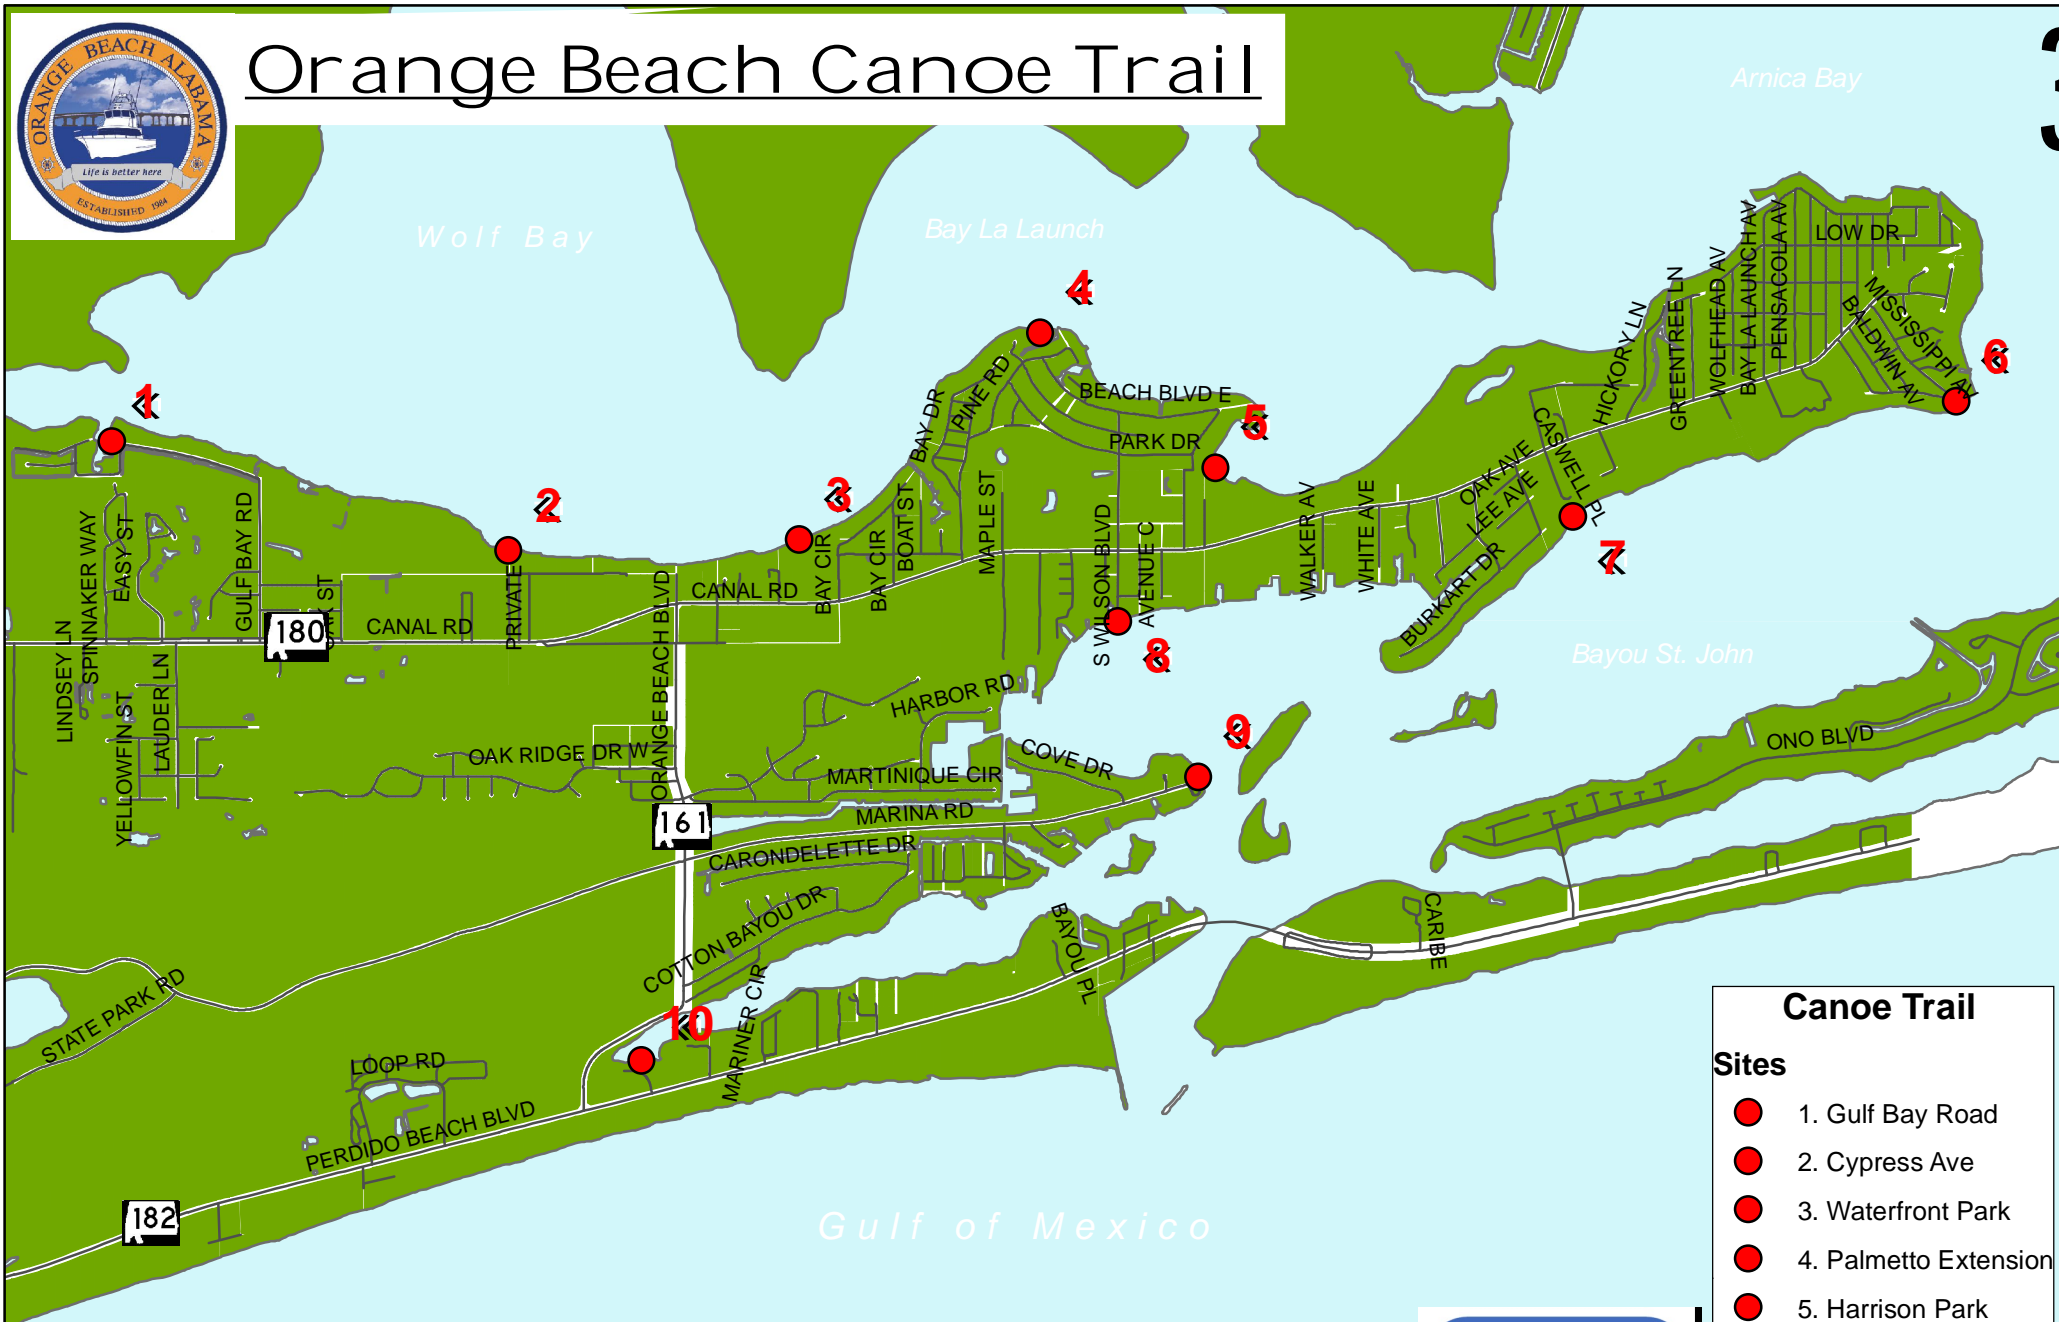 Orange Beach Canoe Trail
ORANGE BEACH ALABAMA
Life is better here
ESTABLISHED 1984
3
3
Arnica Bay
Wolf Bay
Bay La Launch
LOW DR
4
MISSISSIPPI AV
BALDWIN AV
PENSACOLA AV
BAY LA LAUNCH AV
WOLFHEAD AV
GREENTREE LN
HICKORY LN
6
1
BAY DR
PINE RD
BEACH BLVD E
5
PARK DR
CASWELL PL
OAK AVE
LEE AVE
2
3
BOAT ST
MAPLE ST
WALKER AV
WHITE AVE
7
SPINNAKER WAY
EASY ST
GULF BAY RD
180
CANAL RD
PRIVATE
CANAL RD
BAY CIR
BAY CIR
S WILSON BLVD
AVENUE C
BURKART DR
8
Bayou St. John
LINDSEY LN
YELLOWFIN ST
LAUDER LN
ORANGE BEACH BLVD
HARBOR RD
9
OAK RIDGE DR W
MARTINIQUE CIR
COVE DR
ONO BLVD
161
MARINA RD
CARONDELETTE DR
COTTON BAYOU DR
BAYOU PL
CARIBE
STATE PARK RD
10
MARINER CIR
LOOP RD
PERDIDO BEACH BLVD
182
Gulf of Mexico
Canoe Trail
Sites
1. Gulf Bay Road
2. Cypress Ave
3. Waterfront Park
4. Palmetto Extension
5. Harrison Park